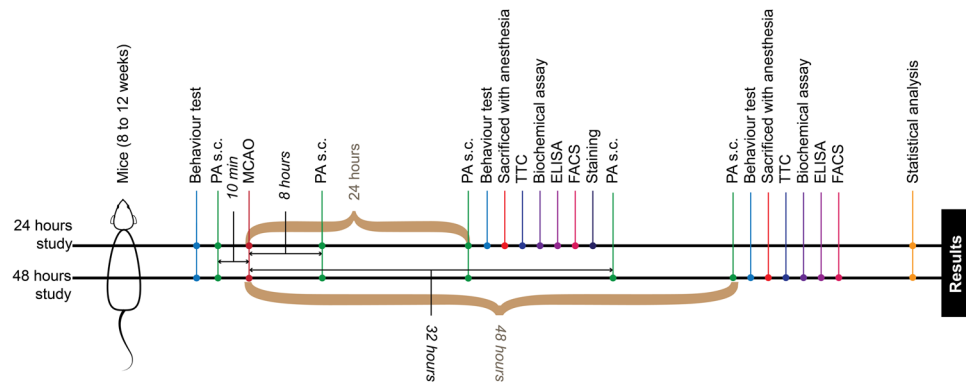 Mice (8 to 12 weeks)
Behaviour test
PA s.c.
10 min
MCAO
8 hours
PA s.c.
24 hours
PA s.c.
Behaviour test
Sacrificed with anesthesia
TTC
Biochemical assay
ELISA
FACS
Staining
PA s.c.
PA s.c.
Behaviour test
Sacrificed with anesthesia
TTC
Biochemical assay
ELISA
FACS
Statistical analysis
24 hours
study
48 hours
study
32 hours
48 hours
Results